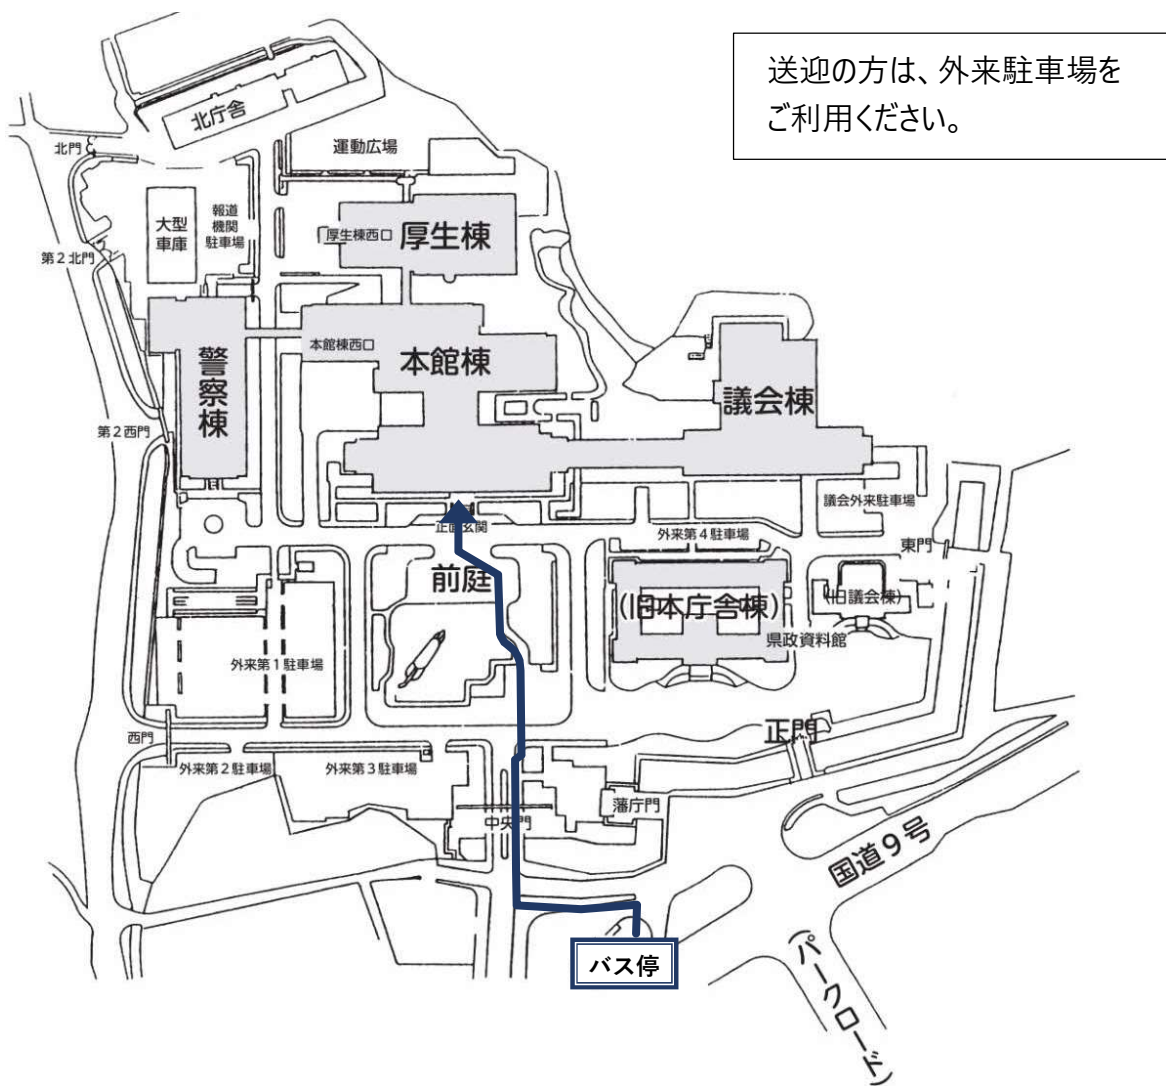 送迎の方は、外来駐車場を
ご利用ください。
北庁舎
北門
運動広場
大型
車庫
報道
機関
駐車場
厚生棟西口
厚生棟
第2北門
本館棟西口
本館棟
警察棟
議会棟
第2西門
議会外来駐車場
正面玄関
外来第4駐車場
東門
前庭
(旧本庁舎棟)
(旧議会棟)
県政資料館
外来第1駐車場
正門
西門
外来第2駐車場
外来第3駐車場
藩庁門
中央門
国道9号
バス停
(パークロード)